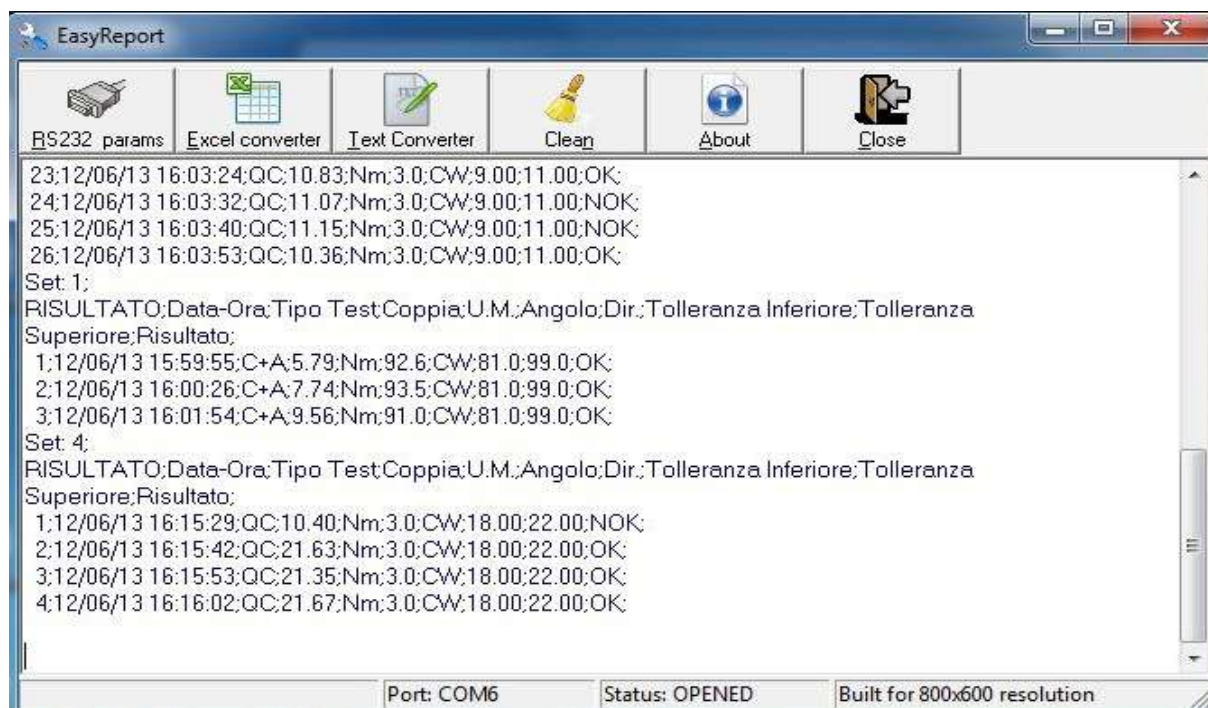 EasyReport
RS232 params Excel converter Text Converter Clean About Close
23;12/06/13 16:03:24;QC;10.83;Nm;3.0;CW;9.00;11.00;OK;
24;12/06/13 16:03:32;QC;11.07;Nm;3.0;CW;9.00;11.00;NOK;
25;12/06/13 16:03:40;QC;11.15;Nm;3.0;CW;9.00;11.00;NOK;
26;12/06/13 16:03:53;QC;10.36;Nm;3.0;CW;9.00;11.00;OK;
Set: 1;
RISULTATO;Data-Ora;Tipo Test;Coppia;U.M.;Angolo;Dir.;Tolleranza Inferiore;Tolleranza
Superiore;Risultato;
1;12/06/13 15:59:55;C+A;5.79;Nm;92.6;CW;81.0;99.0;OK;
2;12/06/13 16:00:26;C+A;7.74;Nm;93.5;CW;81.0;99.0;OK;
3;12/06/13 16:01:54;C+A;9.56;Nm;91.0;CW;81.0;99.0;OK;
Set: 4;
RISULTATO;Data-Ora;Tipo Test;Coppia;U.M.;Angolo;Dir.;Tolleranza Inferiore;Tolleranza
Superiore;Risultato;
1;12/06/13 16:15:29;QC;10.40;Nm;3.0;CW;18.00;22.00;NOK;
2;12/06/13 16:15:42;QC;21.63;Nm;3.0;CW;18.00;22.00;OK;
3;12/06/13 16:15:53;QC;21.35;Nm;3.0;CW;18.00;22.00;OK;
4;12/06/13 16:16:02;QC;21.67;Nm;3.0;CW;18.00;22.00;OK;
Port: COM6 Status: OPENED Built for 800x600 resolution